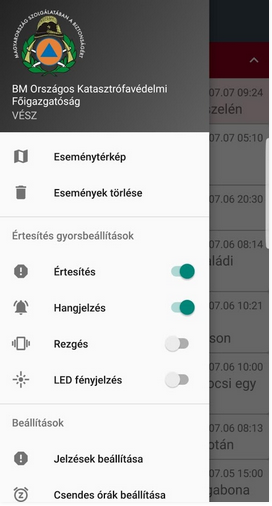 MAGYARORSZÁG SZOLGÁLATÁBAN A BIZTONSÁGÉRT
BM Országos Katasztrófavédelmi
Főigazgatóság
VÉSZ
07.07 09:24
szelén
Eseménytérkép
07.07 05:10
Események törlése
07.06 20:30
Értesítés gyorsbeállítások
07.06 08:14
ládi
Értesítés
Hangjelzés
07.06 10:21
son
Rezgés
07.06 10:00
LED fényjelzés
ocsi egy
Beállítások
07.06 08:13
otán
Jelzések beállítása
07.05 15:00
gabona
Csendes órák beállítása